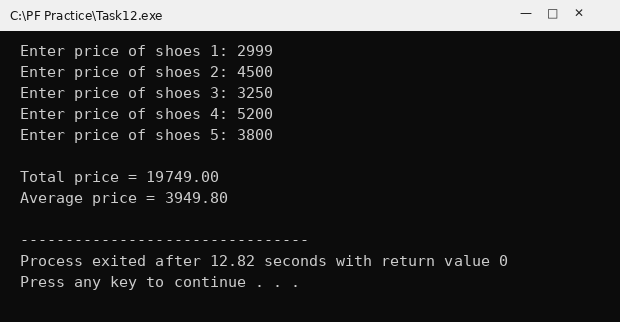 C:\PF Practice\Task12.exe
Enter price of shoes 1: 2999
Enter price of shoes 2: 4500
Enter price of shoes 3: 3250
Enter price of shoes 4: 5200
Enter price of shoes 5: 3800
Total price = 19749.00
Average price = 3949.80
--------------------------------
Process exited after 12.82 seconds with return value 0
Press any key to continue . . .